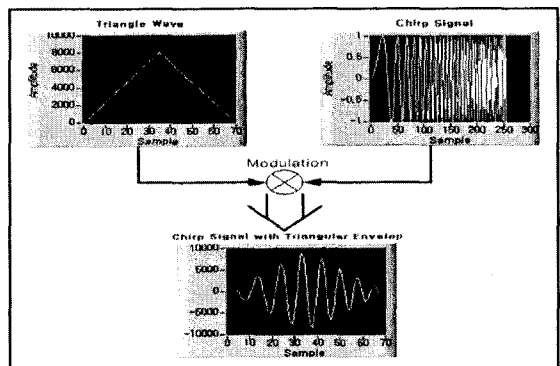 Triangle Wave
10000
8000
6000
4000
2000
0
Amplitude
0 10 20 30 40 50 60 70
Sample
Chirp Signal
1
0.5
0
-0.5
-1
Amplitude
0 50 100 150 200 250 300
Sample
Modulation
Chirp Signal with Triangular Envelop
10000
5000
0
-5000
-10000
0 10 20 30 40 50 60 70
Sample